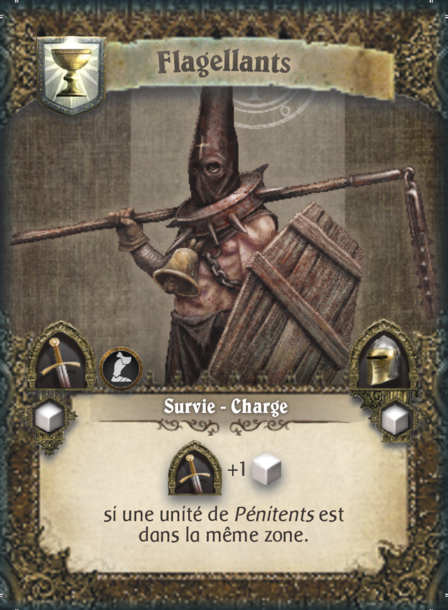 Flagellants
Survie - Charge
+1
si une unité de Pénitents est
dans la même zone.